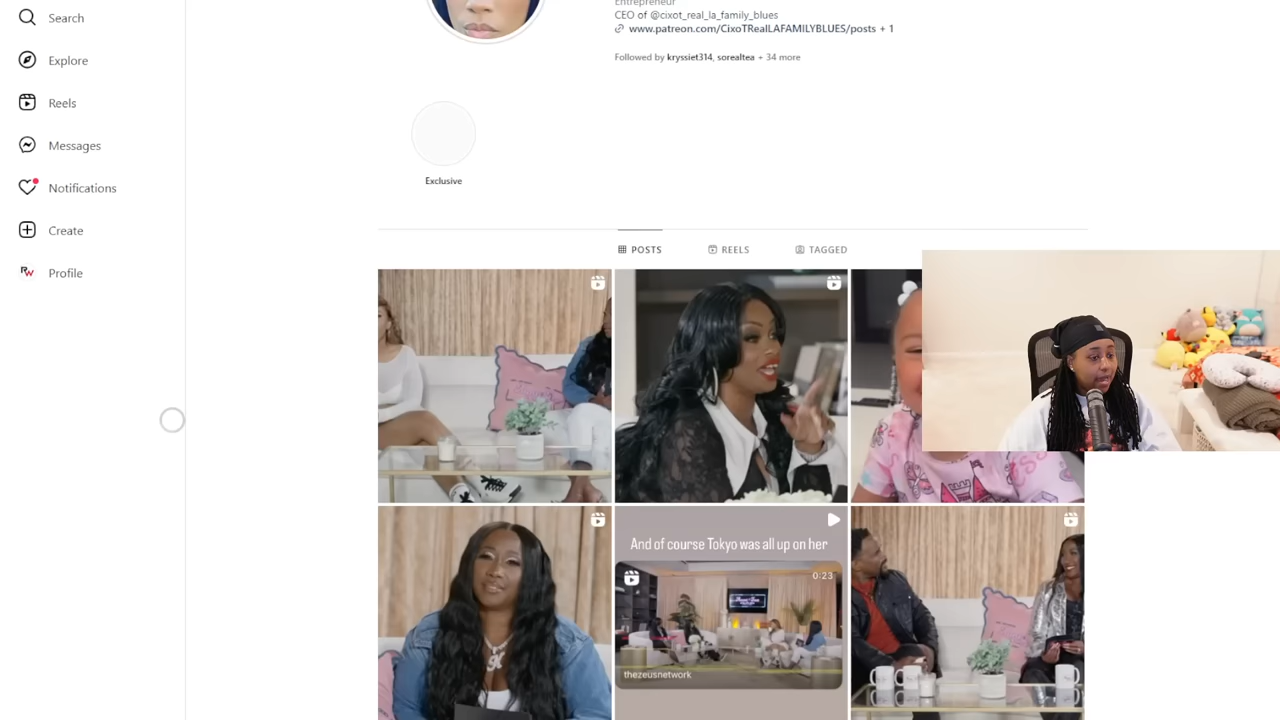 Search
Explore
Reels
Messages
Notifications
Create
Profile
Entrepreneur
CEO of @cixot_real_la_family_blues
www.patreon.com/CixoTRealLAFAMILYBLUES/posts + 1
Followed by kryssiet314, sorealtea + 34 more
Exclusive
POSTS
REELS
TAGGED
And of course Tokyo was all up on her
0:23
thezeusnetwork